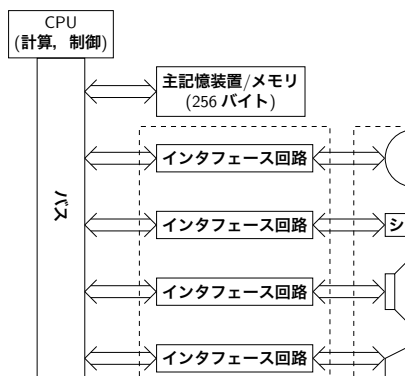 CPU
(計算，制御)
主記憶装置/メモリ
(256 バイト)
インタフェース回路
バス
インタフェース回路
シ
インタフェース回路
インタフェース回路